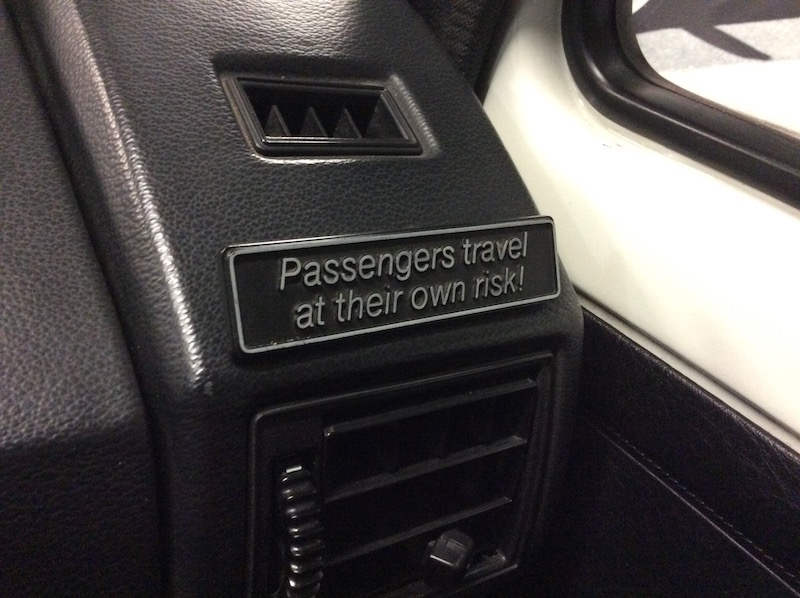 Passengers travel
at their own risk!